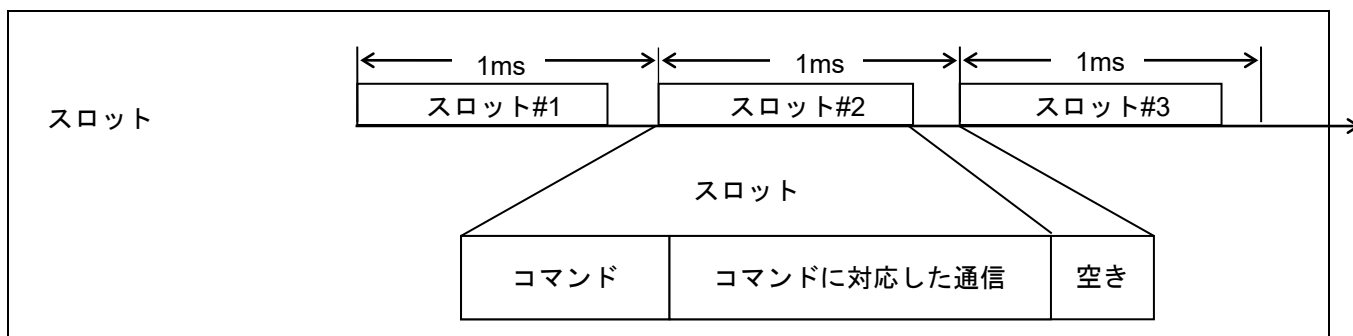 1ms 1ms 1ms
スロット スロット#1 スロット#2 スロット#3
スロット
コマンド コマンドに対応した通信 空き